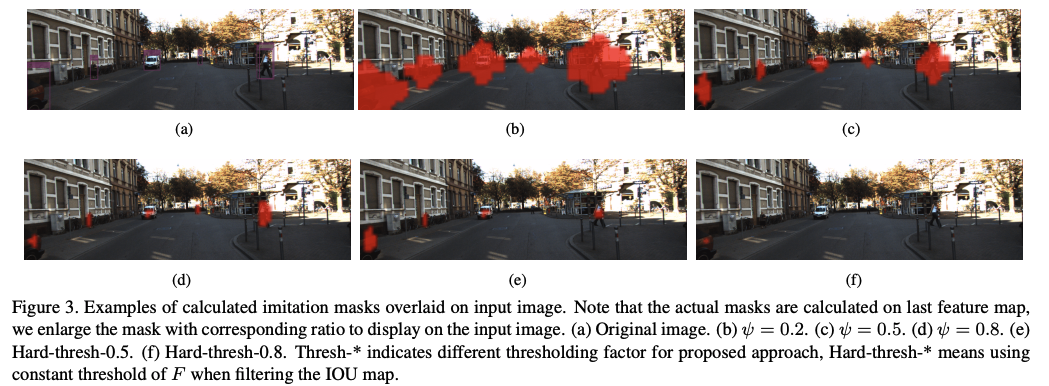 (a)
(b)
(c)
(d)
(e)
(f)
Figure 3. Examples of calculated imitation masks overlaid on input image. Note that the actual masks are calculated on last feature map,
we enlarge the mask with corresponding ratio to display on the input image. (a) Original image. (b) ψ = 0.2. (c) ψ = 0.5. (d) ψ = 0.8. (e)
Hard-thresh-0.5. (f) Hard-thresh-0.8. Thresh-* indicates different thresholding factor for proposed approach, Hard-thresh-* means using
constant threshold of F when filtering the IOU map.